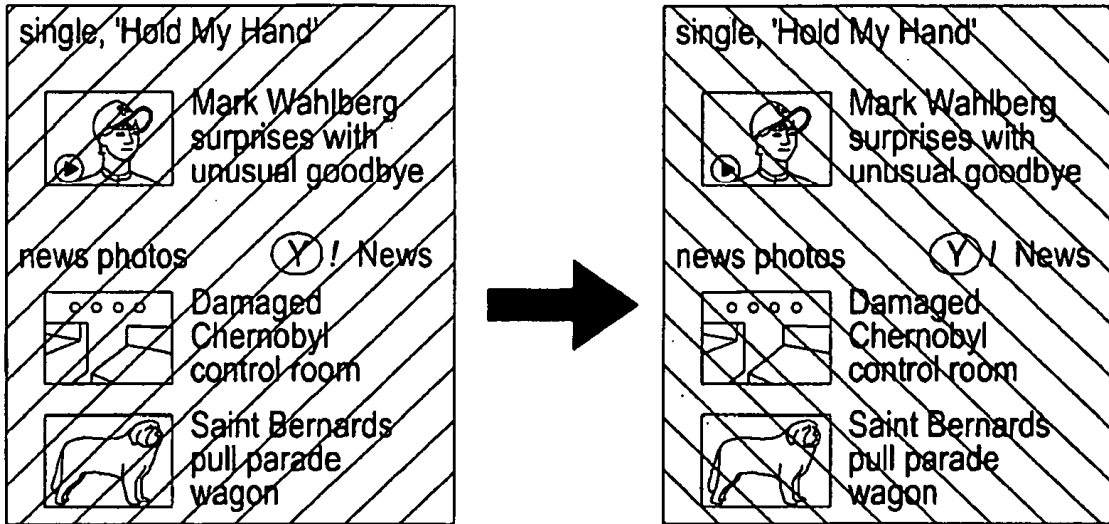 single, 'Hold My Hand'
Mark Wahlberg
surprises with
unusual goodbye
news photos Y! News
Damaged
Chernobyl
control room
Saint Bernards
pull parade
wagon
single, 'Hold My Hand'
Mark Wahlberg
surprises with
unusual goodbye
news photos Y! News
Damaged
Chernobyl
control room
Saint Bernards
pull parade
wagon